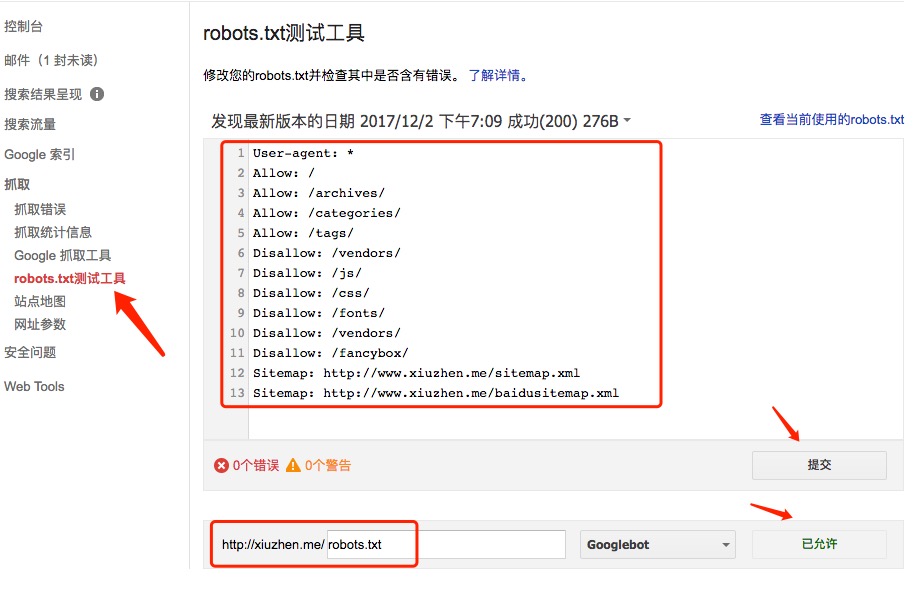 控制台
邮件（1 封未读）
搜索结果呈现
搜索流量
Google 索引
抓取
抓取错误
抓取统计信息
Google 抓取工具
robots.txt测试工具
站点地图
网址参数
安全问题
Web Tools
robots.txt测试工具
修改您的robots.txt并检查其中是否含有错误。 了解详情。
发现最新版本的日期 2017/12/2 下午7:09 成功(200) 276B
查看当前使用的robots.txt
1 User-agent: *
2 Allow: /
3 Allow: /archives/
4 Allow: /categories/
5 Allow: /tags/
6 Disallow: /vendors/
7 Disallow: /js/
8 Disallow: /css/
9 Disallow: /fonts/
10 Disallow: /vendors/
11 Disallow: /fancybox/
12 Sitemap: http://www.xiuzhen.me/sitemap.xml
13 Sitemap: http://www.xiuzhen.me/baidusitemap.xml
0个错误 0个警告
提交
http://xiuzhen.me/ robots.txt
Googlebot
已允许